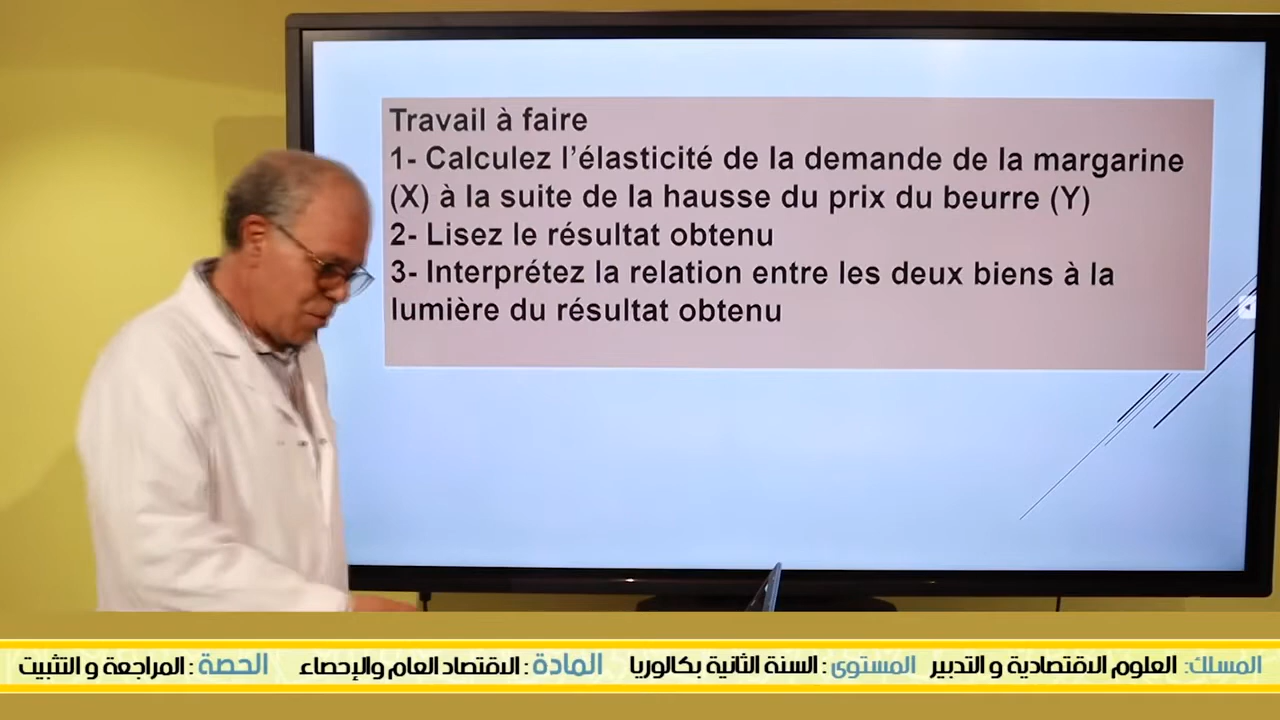 Travail à faire
1- Calculez l’élasticité de la demande de la margarine
(X) à la suite de la hausse du prix du beurre (Y)
2- Lisez le résultat obtenu
3- Interprétez la relation entre les deux biens à la
lumière du résultat obtenu
المسلك: العلوم الاقتصادية و التدبير المستوى : السنة الثانية بكالوريا المادة : الاقتصاد العام والإحصاء الحصة : المراجعة و التثبيت